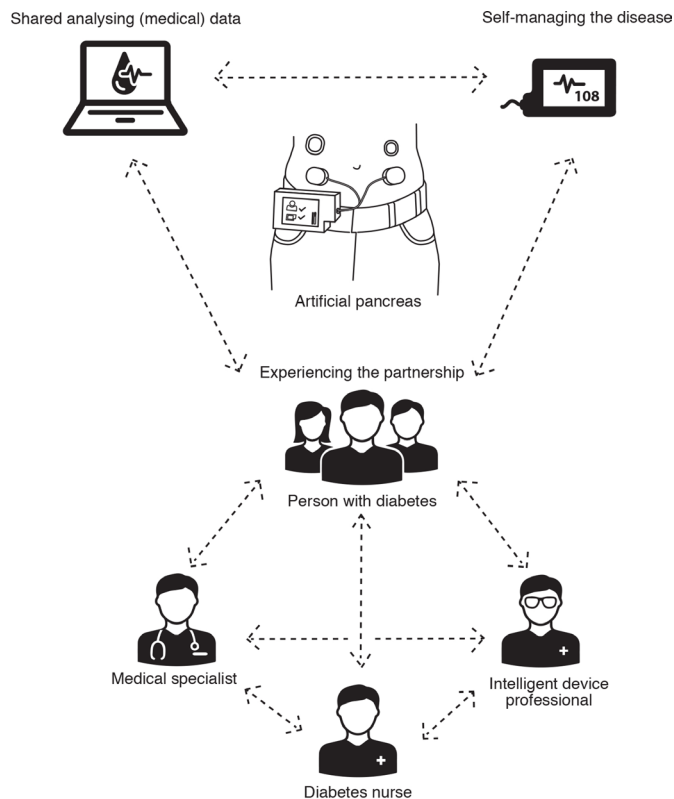 Shared analysing (medical) data
Self-managing the disease
108
Artificial pancreas
Experiencing the partnership
Person with diabetes
Medical specialist
Intelligent device
professional
Diabetes nurse